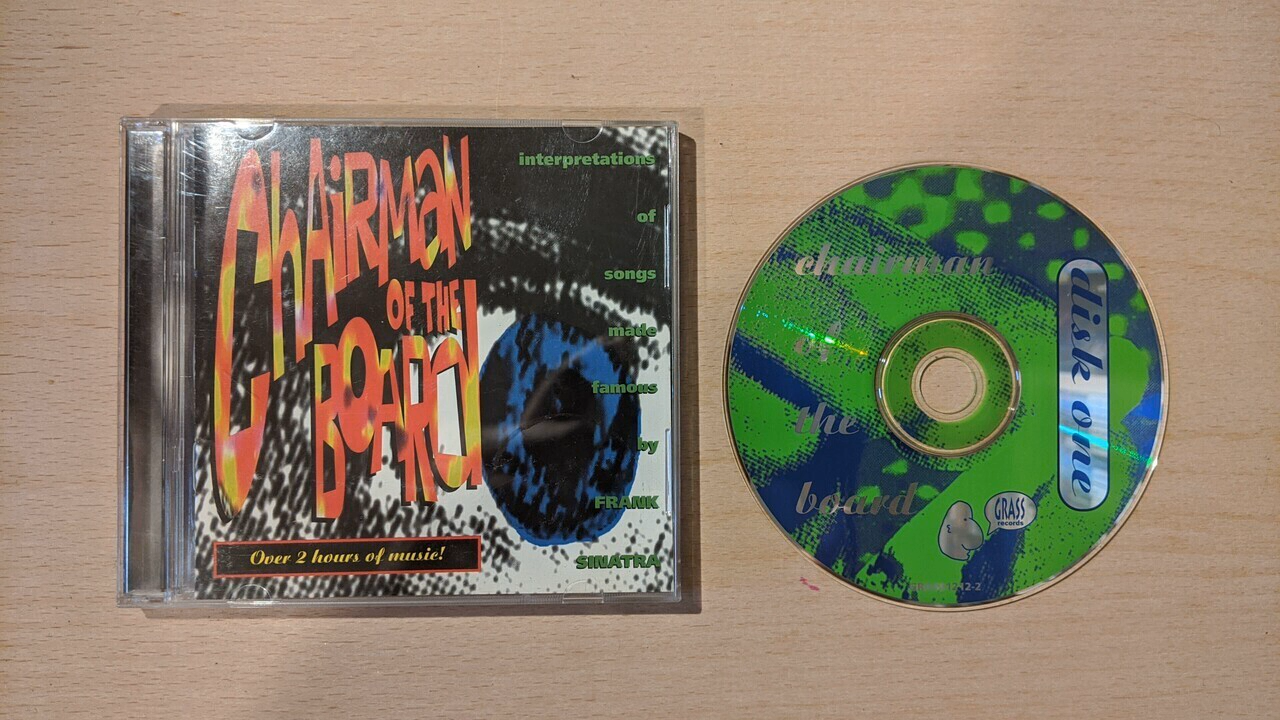 ChAiRMaN
OF THE
BOARd
interpretations
of
songs
made
famous
by
FRANK
SINATRA
Over 2 hours of music!
chairman
of
the
board
disk one
GRASS
records